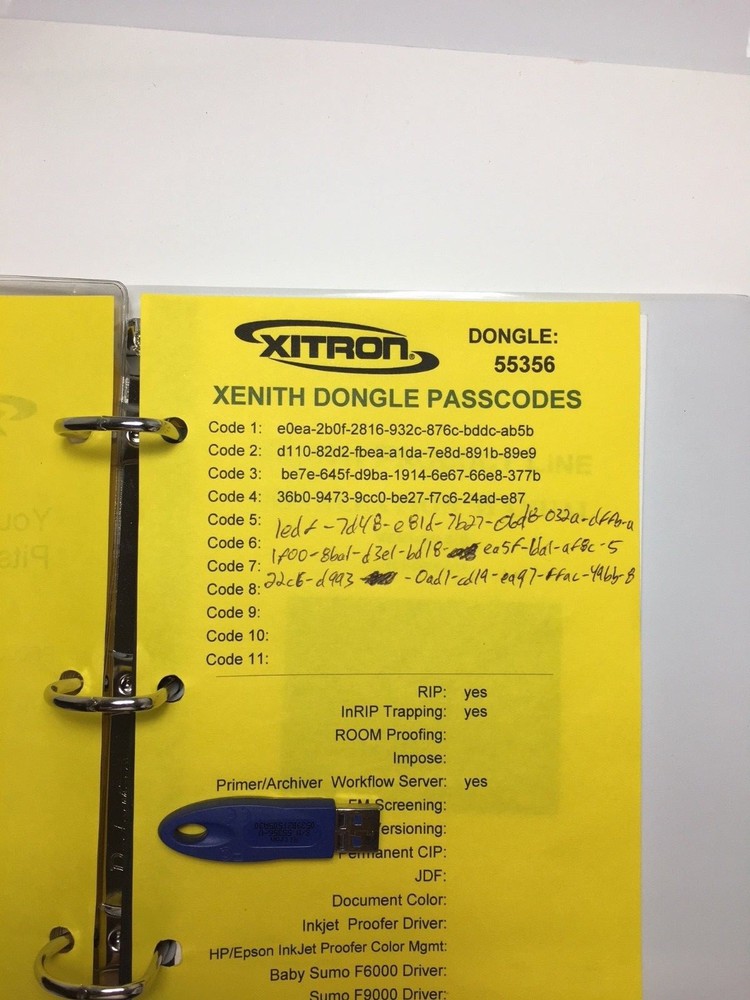 XITRON®
DONGLE:
55356
XENITH DONGLE PASSCODES
Code 1: e0ea-2b0f-2816-932c-876c-bddc-ab5b
Code 2: d110-82d2-fbea-a1da-7e8d-891b-89e9
Code 3: be7e-645f-d9ba-1914-6e67-66e8-377b
Code 4: 36b0-9473-9cc0-be27-f7c6-24ad-e87
Code 5:
Code 6:
Code 7:
Code 8:
Code 9:
Code 10:
Code 11:
RIP: yes
InRIP Trapping: yes
ROOM Proofing:
Impose:
Primer/Archiver Workflow Server: yes
Screening:
JDF:
Document Color:
Inkjet Proofer Driver:
HP/Epson InkJet Proofer Color Mgmt:
Baby Sumo F6000 Driver:
Sumo F9000 Driver: